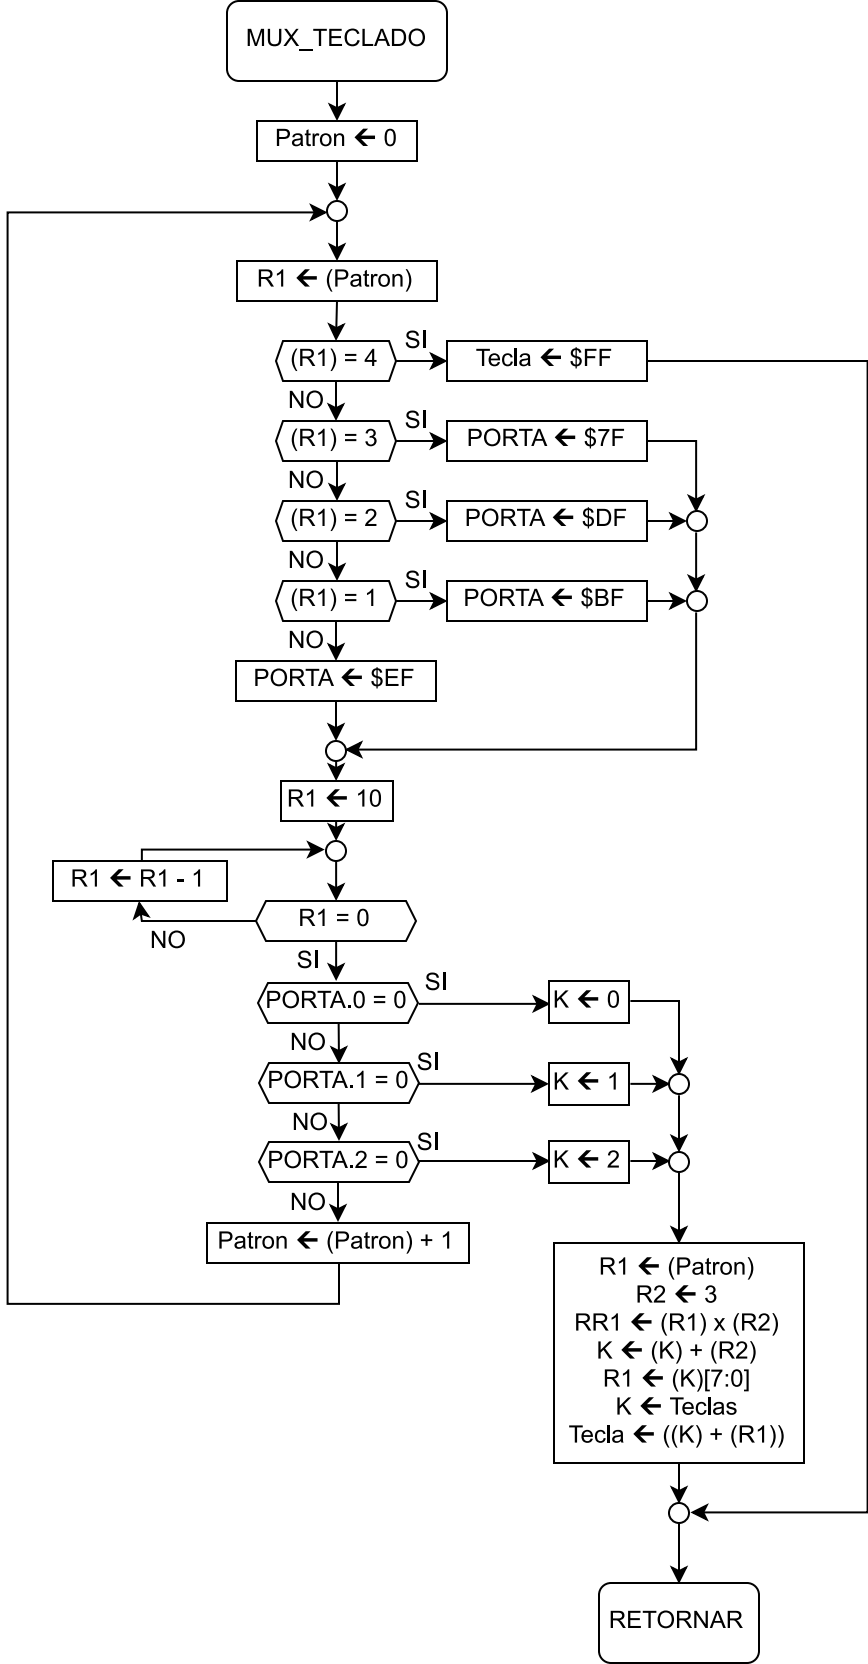 MUX_TECLADO
Patron ← 0
R1 ← (Patron)
(R1) = 4
SI
Tecla ← $FF
NO
(R1) = 3
SI
PORTA ← $7F
NO
(R1) = 2
SI
PORTA ← $DF
NO
(R1) = 1
SI
PORTA ← $BF
NO
PORTA ← $EF
R1 ← 10
R1 ← R1 - 1
R1 = 0
NO
SI
PORTA.0 = 0
SI
K ← 0
NO
PORTA.1 = 0
SI
K ← 1
NO
PORTA.2 = 0
SI
K ← 2
NO
Patron ← (Patron) + 1
R1 ← (Patron)
R2 ← 3
RR1 ← (R1) x (R2)
K ← (K) + (R2)
R1 ← (K)[7:0]
K ← Teclas
Tecla ← ((K) + (R1))
RETORNAR